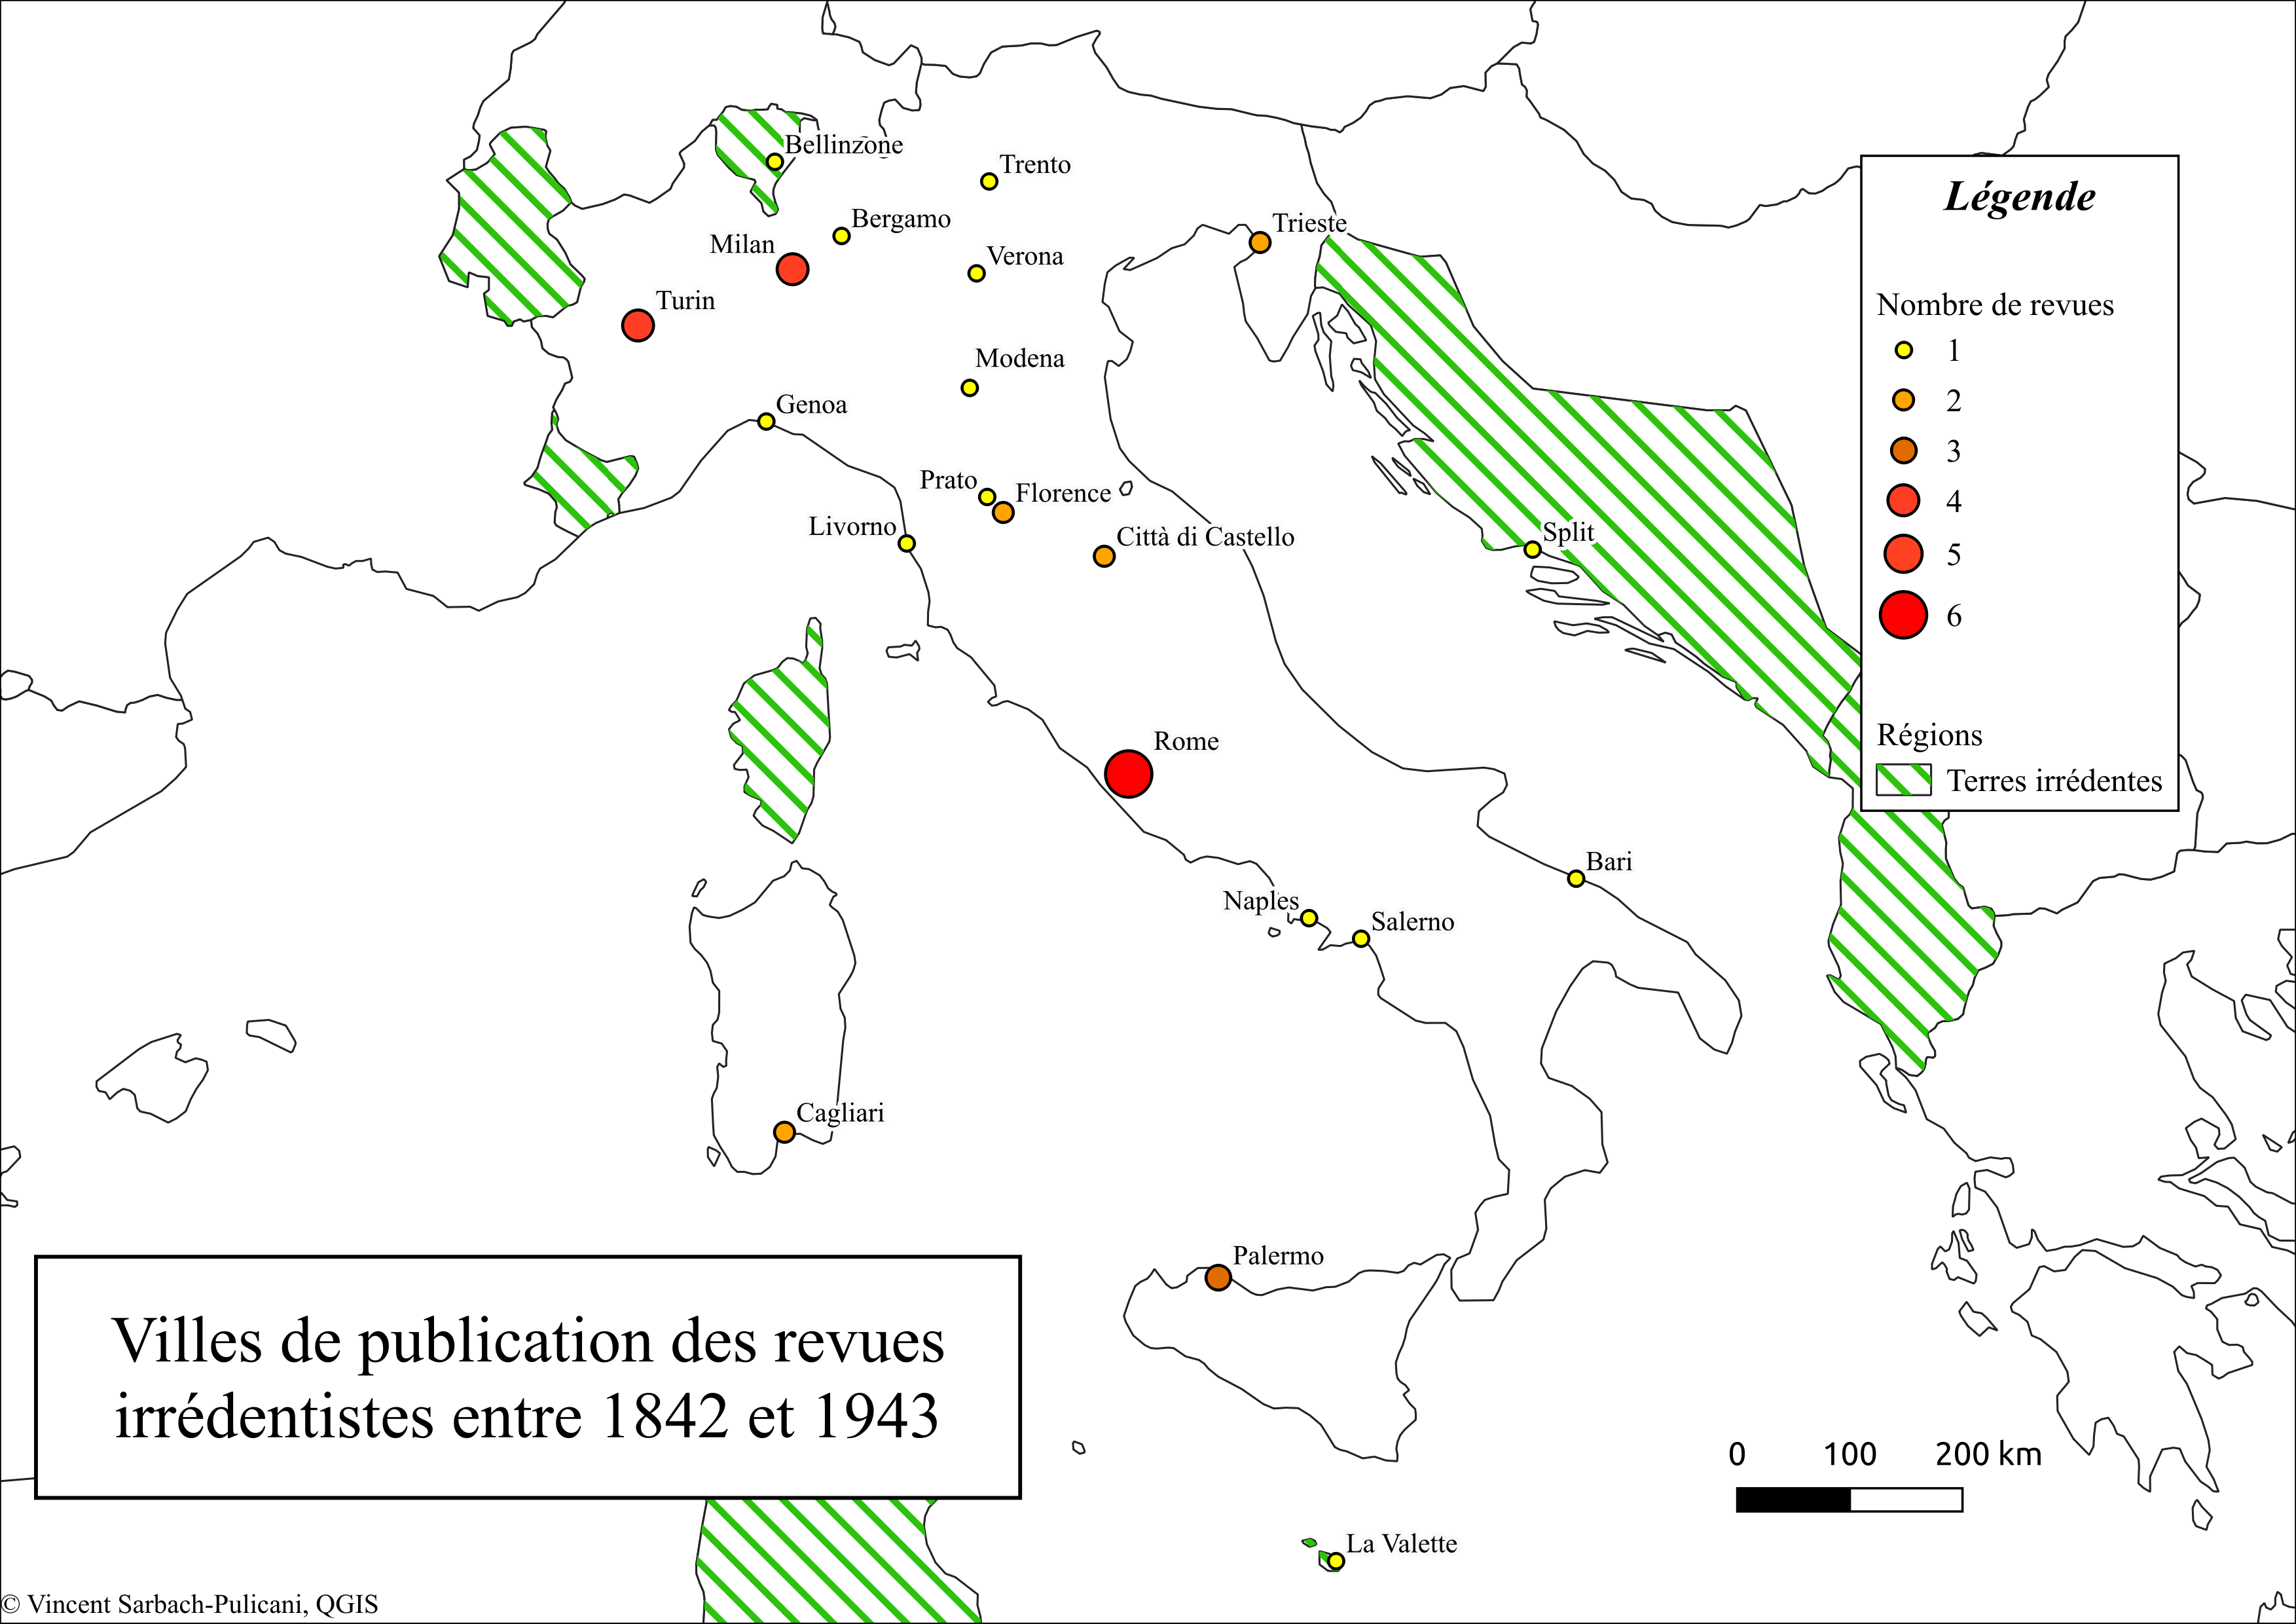 Bellinzone
Trento
Bergamo
Trieste
Milan
Verona
Turin
Modena
Genoa
Prato
Florence
Livorno
Città di Castello
Split
Rome
Bari
Naples
Salerno
Cagliari
Palermo
La Valette
Légende
Nombre de revues
1
2
3
4
5
6
Régions
Terres irrédentes
Villes de publication des revues
irrédentistes entre 1842 et 1943
0 100 200 km
© Vincent Sarbach-Pulicani, QGIS